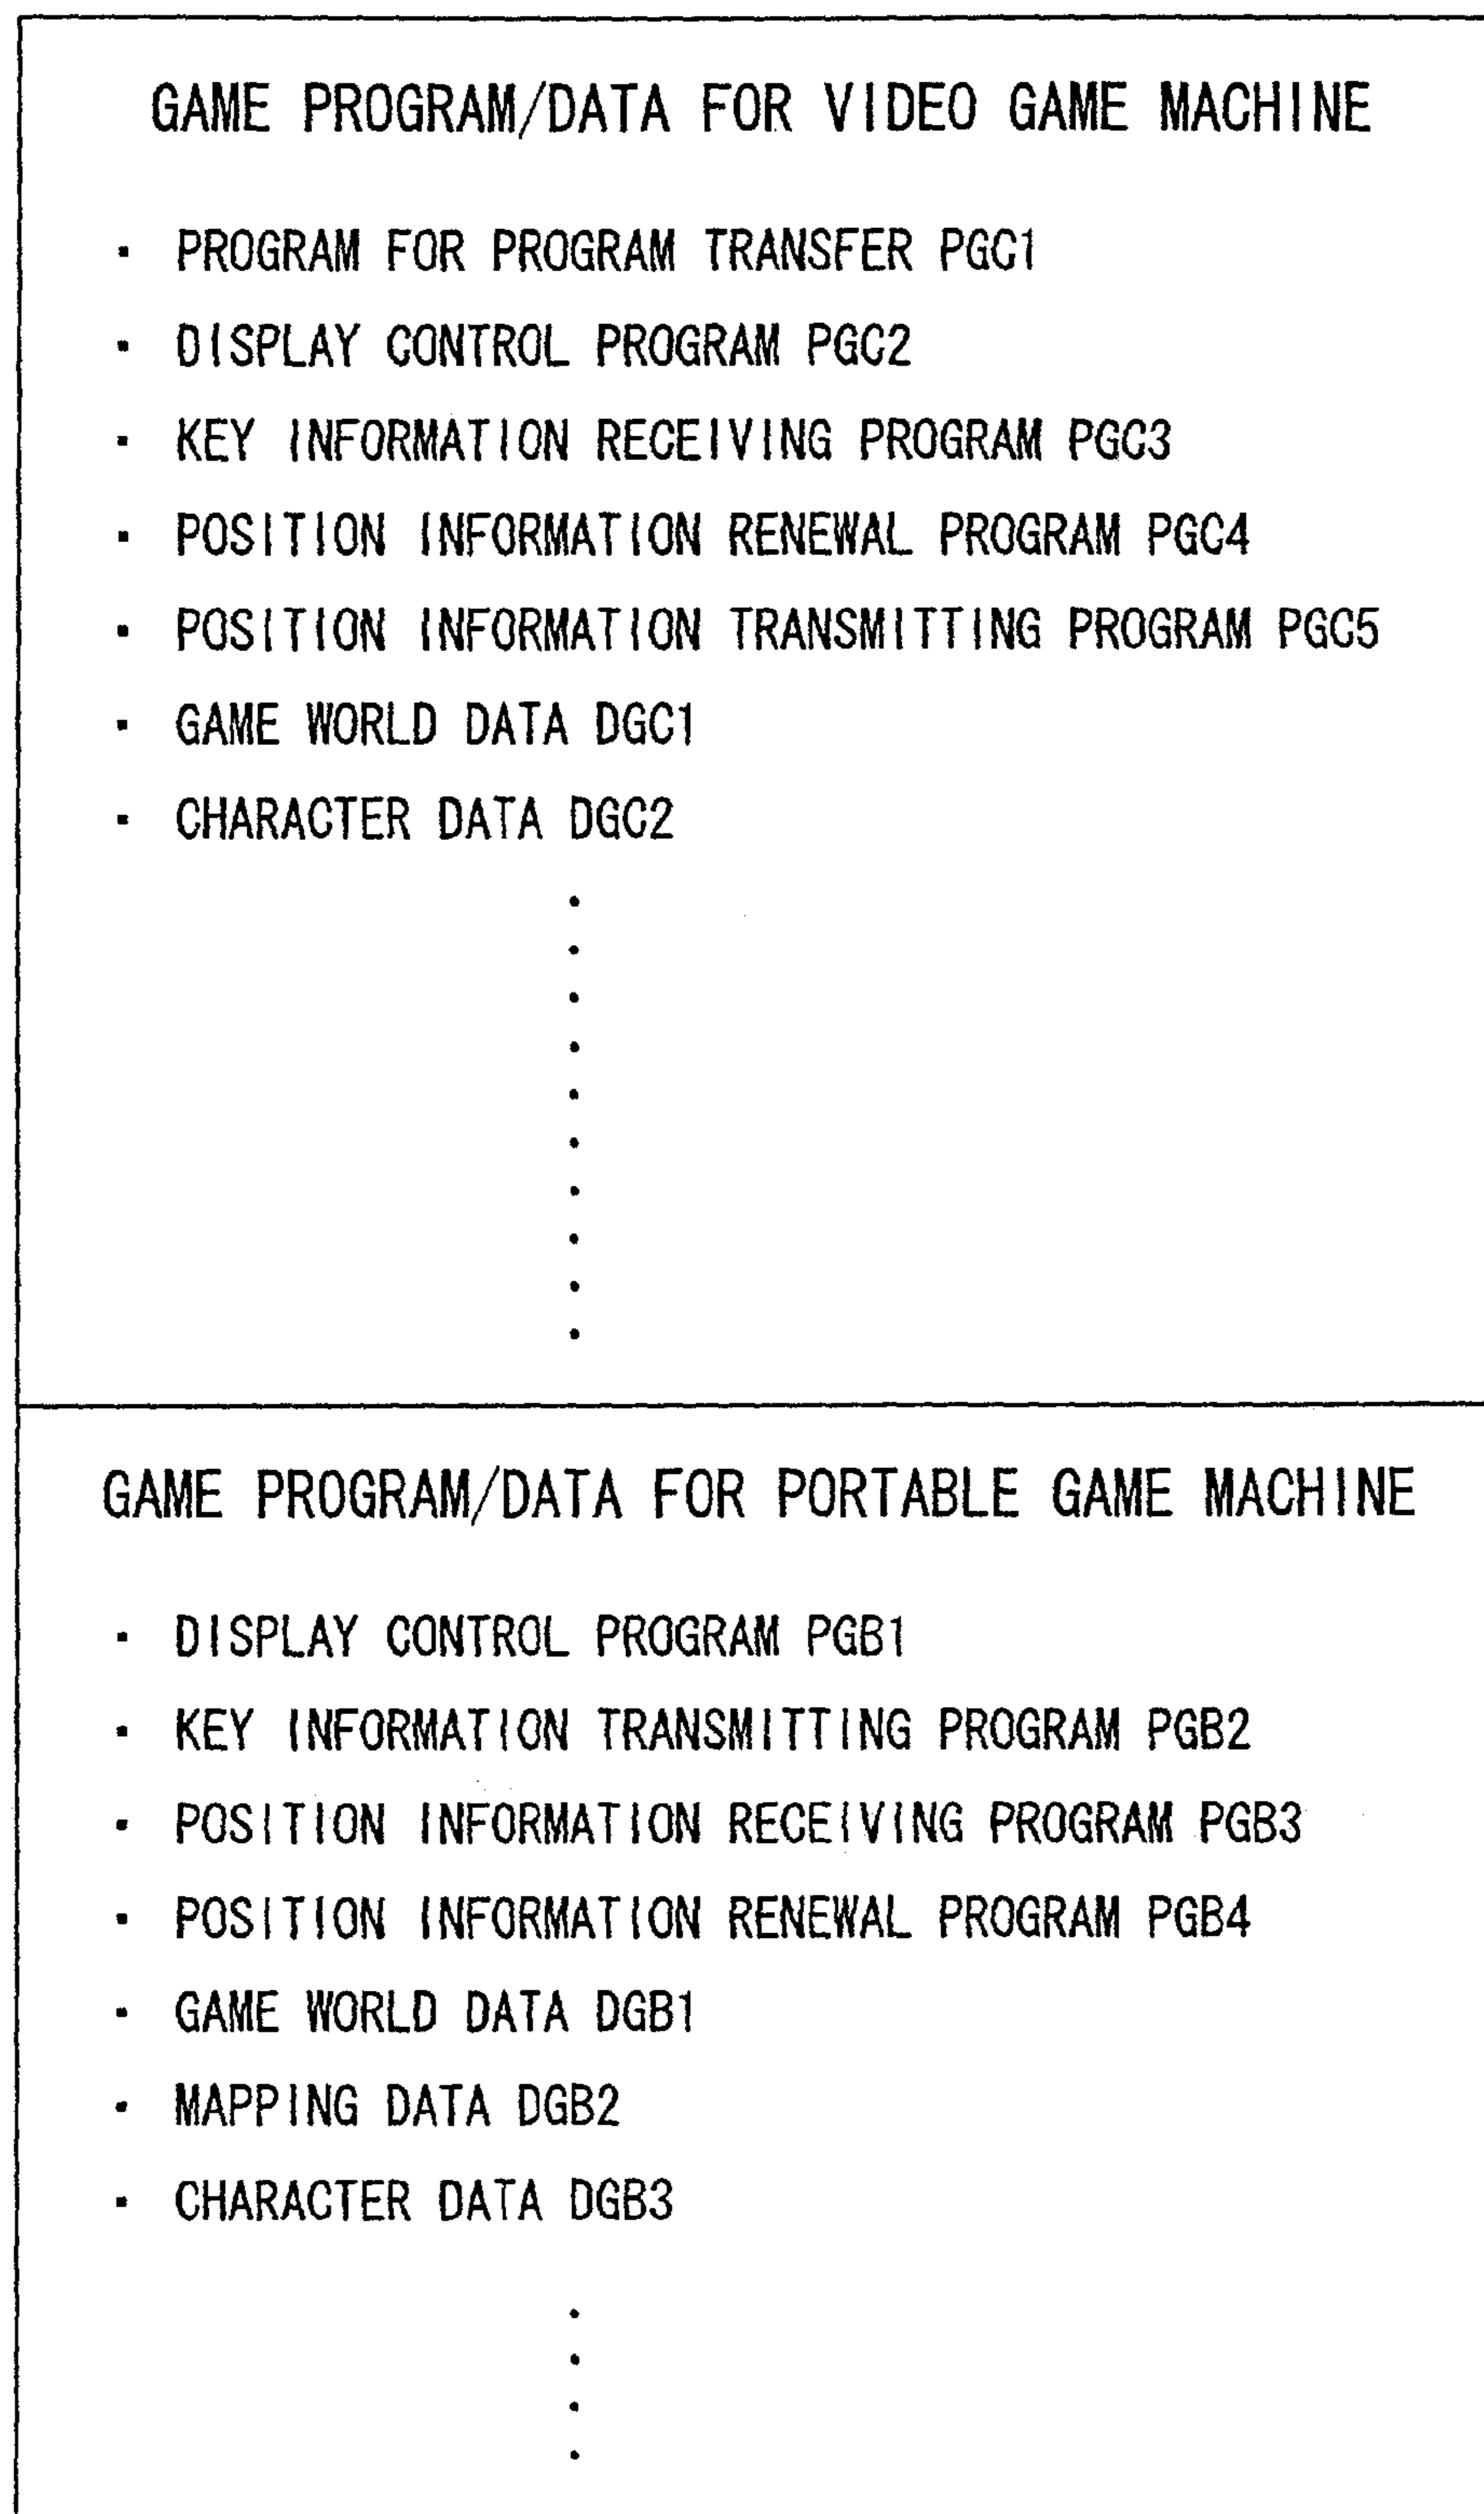 GAME PROGRAM/DATA FOR VIDEO GAME MACHINE
· PROGRAM FOR PROGRAM TRANSFER PGC1
· DISPLAY CONTROL PROGRAM PGC2
· KEY INFORMATION RECEIVING PROGRAM PGC3
· POSITION INFORMATION RENEWAL PROGRAM PGC4
· POSITION INFORMATION TRANSMITTING PROGRAM PGC5
· GAME WORLD DATA DGC1
· CHARACTER DATA DGC2
GAME PROGRAM/DATA FOR PORTABLE GAME MACHINE
· DISPLAY CONTROL PROGRAM PGB1
· KEY INFORMATION TRANSMITTING PROGRAM PGB2
· POSITION INFORMATION RECEIVING PROGRAM PGB3
· POSITION INFORMATION RENEWAL PROGRAM PGB4
· GAME WORLD DATA DGB1
· MAPPING DATA DGB2
· CHARACTER DATA DGB3